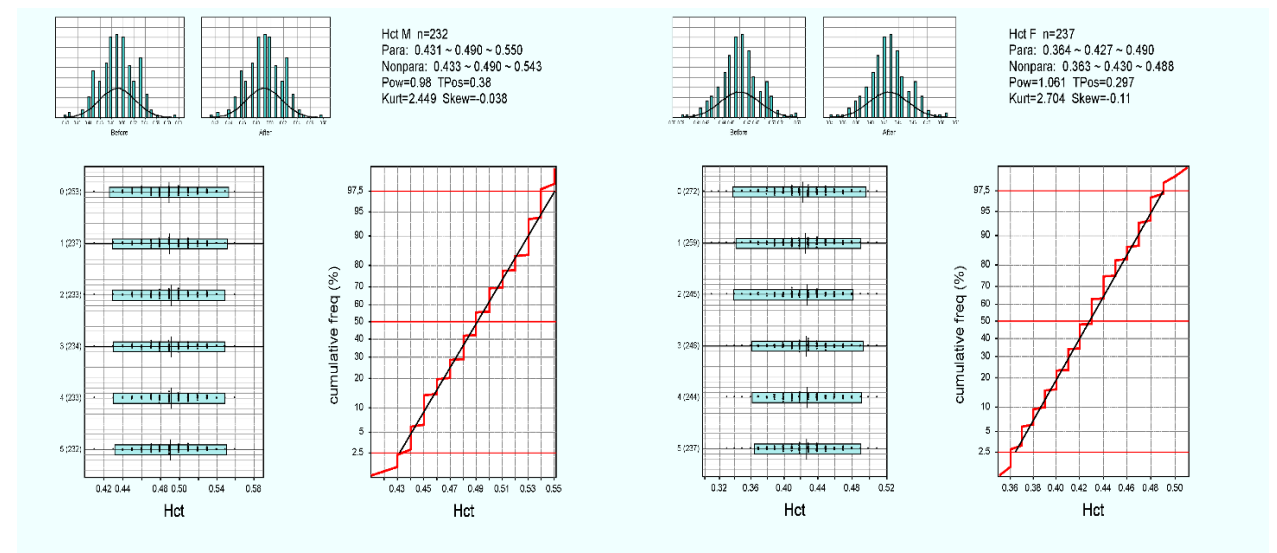 Hct M n=232
Para: 0.431 ~ 0.490 ~ 0.550
Nonpara: 0.433 ~ 0.490 ~ 0.543
Pow=0.98 TPos=0.38
Kurt=2.449 Skew=-0.038
Before
After
0 (253)
1 (237)
2 (233)
3 (234)
4 (233)
5 (232)
0.42 0.44 0.48 0.50 0.54 0.58
Hct
cumulative freq (%)
97,5
95
90
80
70
60
50
40
30
20
10
5
2.5
0.43 0.45 0.47 0.49 0.51 0.53 0.55
Hct
Hct F n=237
Para: 0.364 ~ 0.427 ~ 0.490
Nonpara: 0.363 ~ 0.430 ~ 0.488
Pow=1.061 TPos=0.297
Kurt=2.704 Skew=-0.11
Before
After
0 (272)
1 (259)
2 (245)
4 (244)
5 (237)
0.32 0.36 0.40 0.44 0.48 0.52
Hct
cumulative freq (%)
97,5
95
90
80
70
60
50
40
30
20
10
5
2.5
0.36 0.38 0.40 0.42 0.44 0.46 0.48 0.50
Hct